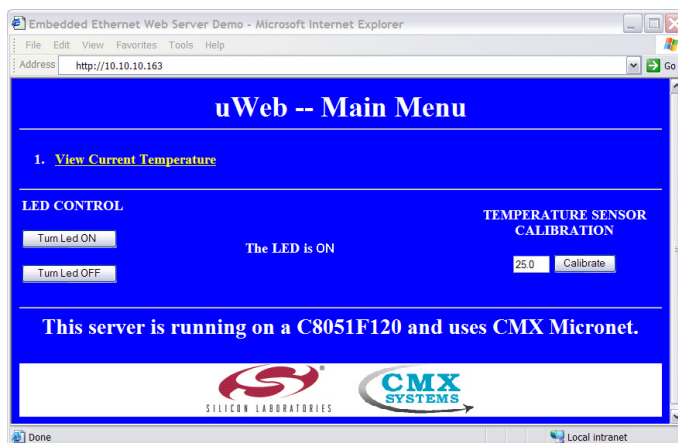 Embedded Ethernet Web Server Demo - Microsoft Internet Explorer
File Edit View Favorites Tools Help
Address http://10.10.10.163 Go
uWeb -- Main Menu
1. View Current Temperature
LED CONTROL
TEMPERATURE SENSOR
CALIBRATION
Turn Led ON
The LED is ON
25.0 Calibrate
Turn Led OFF
This server is running on a C8051F120 and uses CMX Micronet.
SILICON LABORATORIES
CMX
SYSTEMS
Done Local intranet